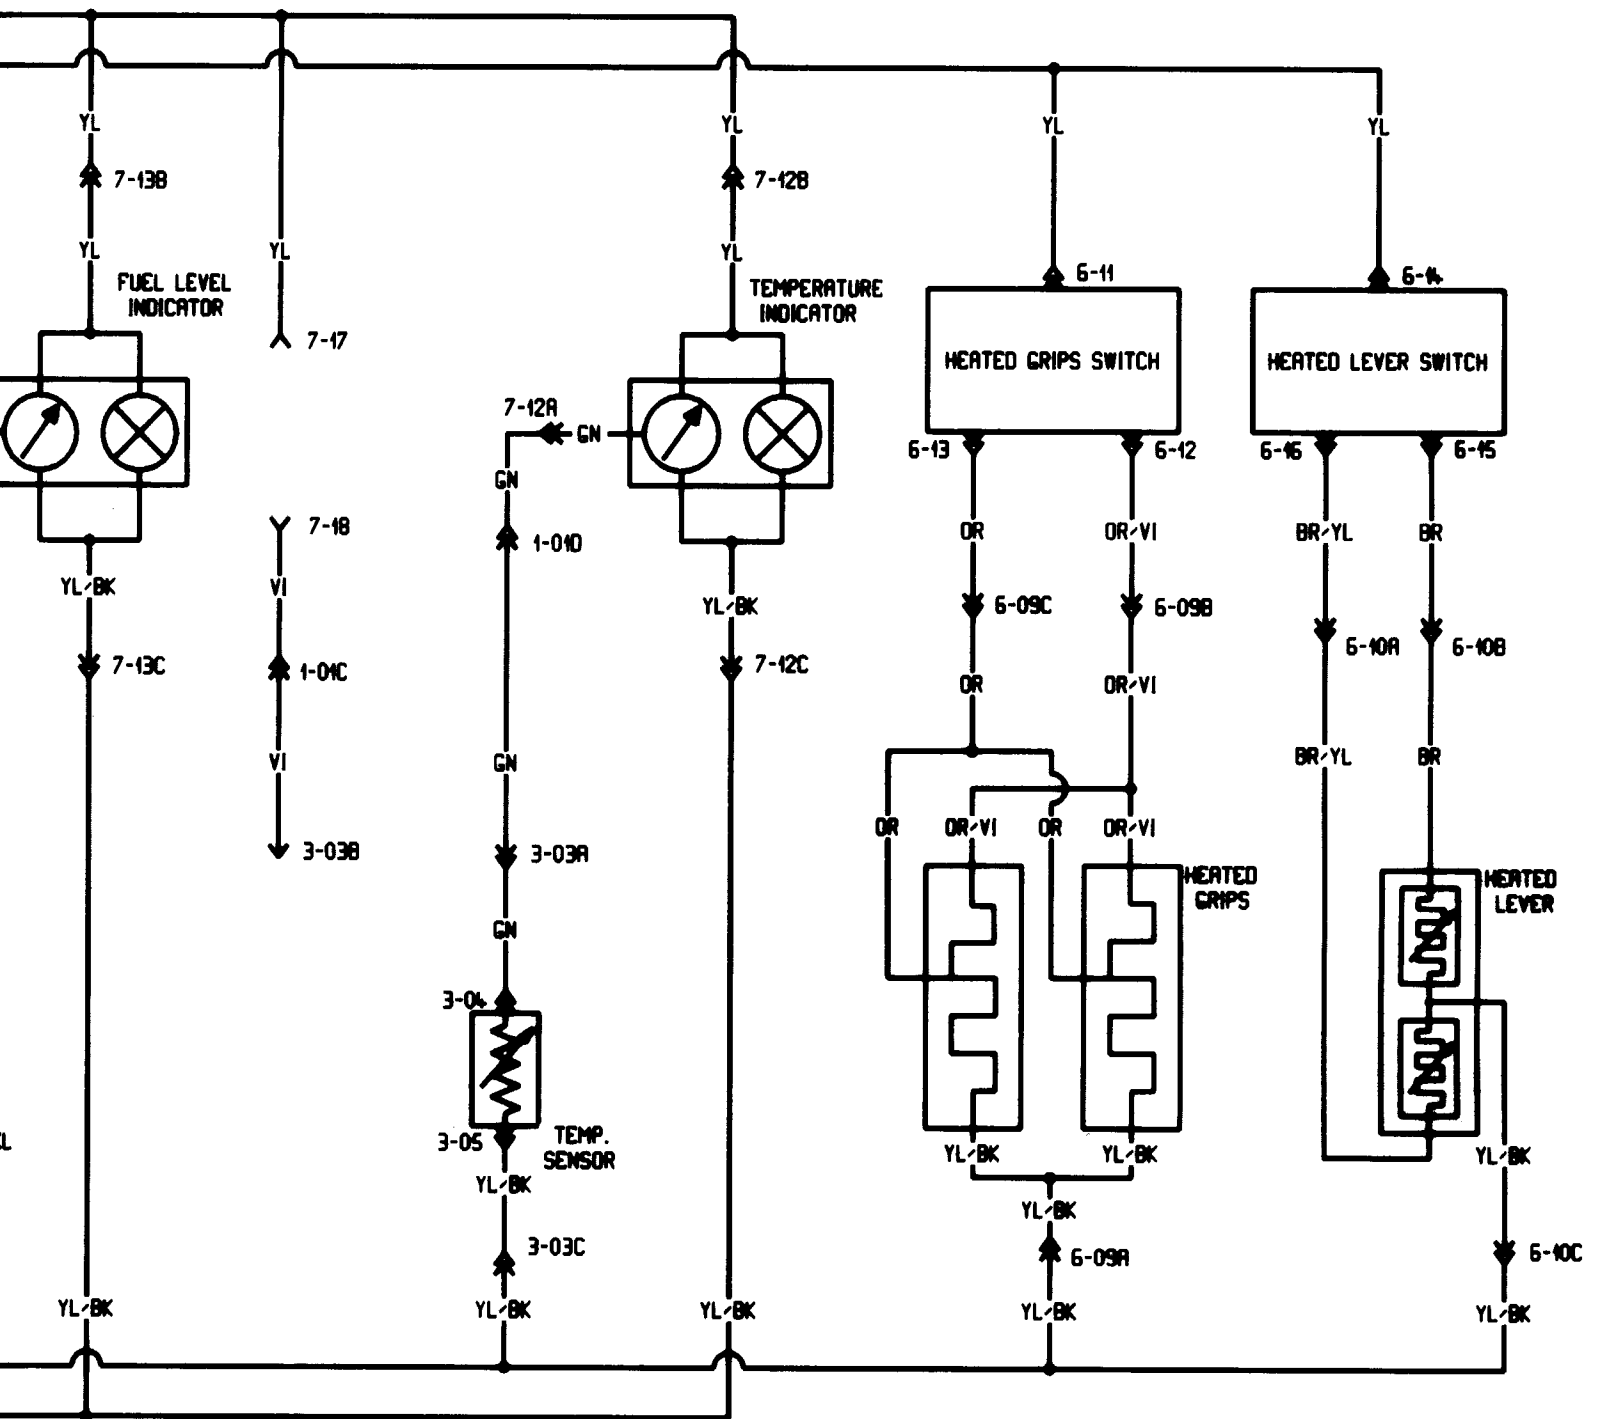 YL
YL
YL
YL
7-13B
7-12B
YL
YL
YL
FUEL LEVEL
INDICATOR
6-11
6-14
TEMPERATURE
INDICATOR
7-17
HEATED GRIPS SWITCH
HEATED LEVER SWITCH
7-12A
GN
6-13
6-12
6-16
6-15
GN
7-18
OR
OR/VI
BR/YL
BR
1-01D
YL/BK
VI
YL/BK
6-09C
6-09B
6-10A
6-10B
7-13C
1-01C
7-12C
OR
OR/VI
VI
GN
BR/YL
BR
OR
OR/VI
OR
OR/VI
3-03B
3-03A
HEATED
GRIPS
HEATED
LEVER
GN
3-04
3-05
TEMP.
SENSOR
YL/BK
YL/BK
YL/BK
YL/BK
YL/BK
3-03C
6-09A
6-10C
YL/BK
YL/BK
YL/BK
YL/BK
YL/BK